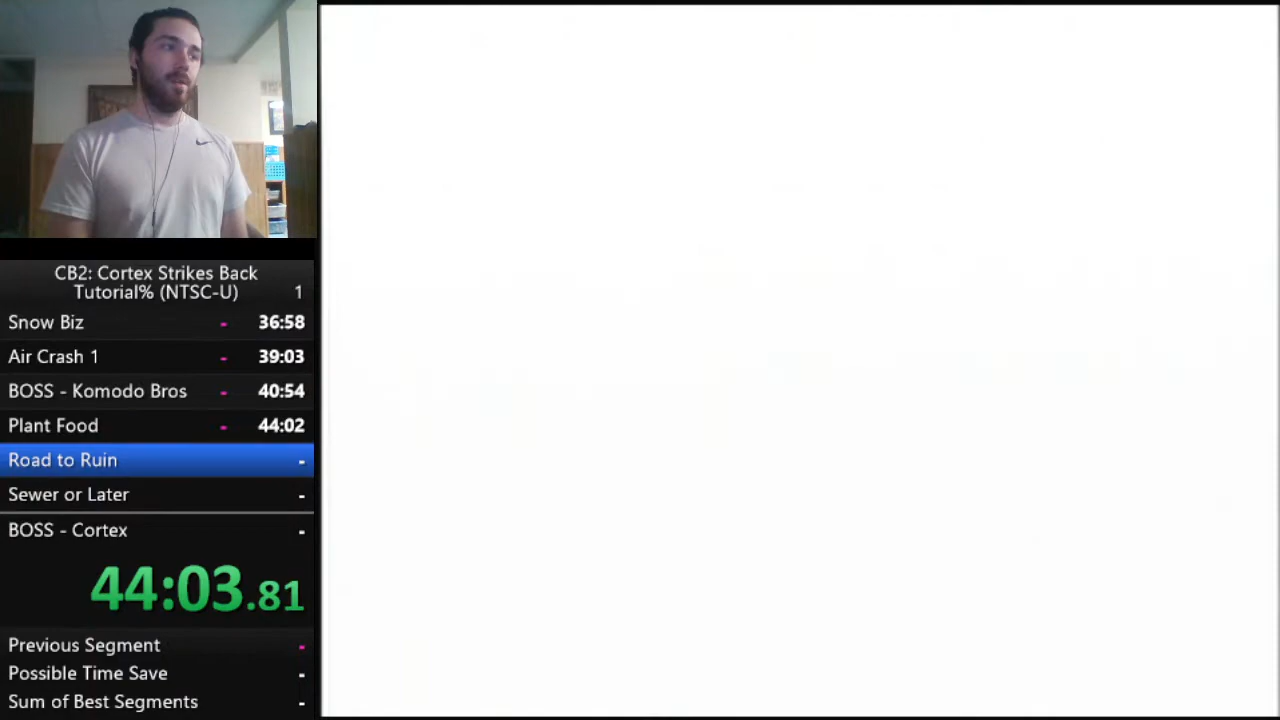 CB2: Cortex Strikes Back
Tutorial% (NTSC-U) 1
Snow Biz - 36:58
Air Crash 1 - 39:03
BOSS - Komodo Bros - 40:54
Plant Food - 44:02
Road to Ruin -
Sewer or Later -
BOSS - Cortex -
44:03.81
Previous Segment -
Possible Time Save -
Sum of Best Segments -